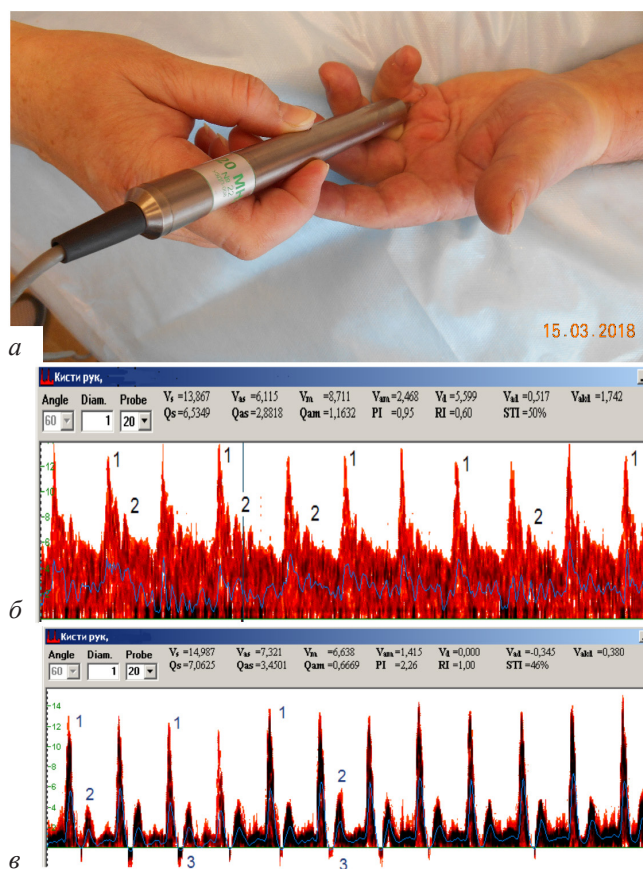 00 МН
№ 22
15.03.2018
а
Кисти рук,
Angle Diam. Probe Vs =13,867 Vas =6,115 Vm =8,711 Vam =2,468 Vd =5,599 Vad =0,517 Vakd =1,742
60 1 20 Qs =6,5349 Qas =2,8818 Qam =1,1632 PI =0,95 RI =0,60 STI =50%
12
10
8
6
1 1 1 1 1
2 2 2 2
б
Кисти рук,
Angle Diam. Probe Vs =14,987 Vas =7,321 Vm =6,638 Vam =1,415 Vd =0,000 Vad =-0,345 Vakd =0,380
60 1 20 Qs =7,0625 Qas =3,4501 Qam =0,6669 PI =2,26 RI =1,00 STI =46%
14
12
10
8
6
4
1 1 1
2 2
3 3
в